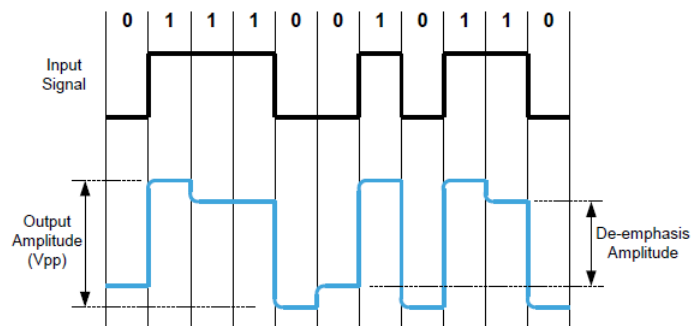 0 1 1 1 0 0 1 0 1 1 0
Input
Signal
Output
Amplitude
(Vpp)
De-emphasis
Amplitude